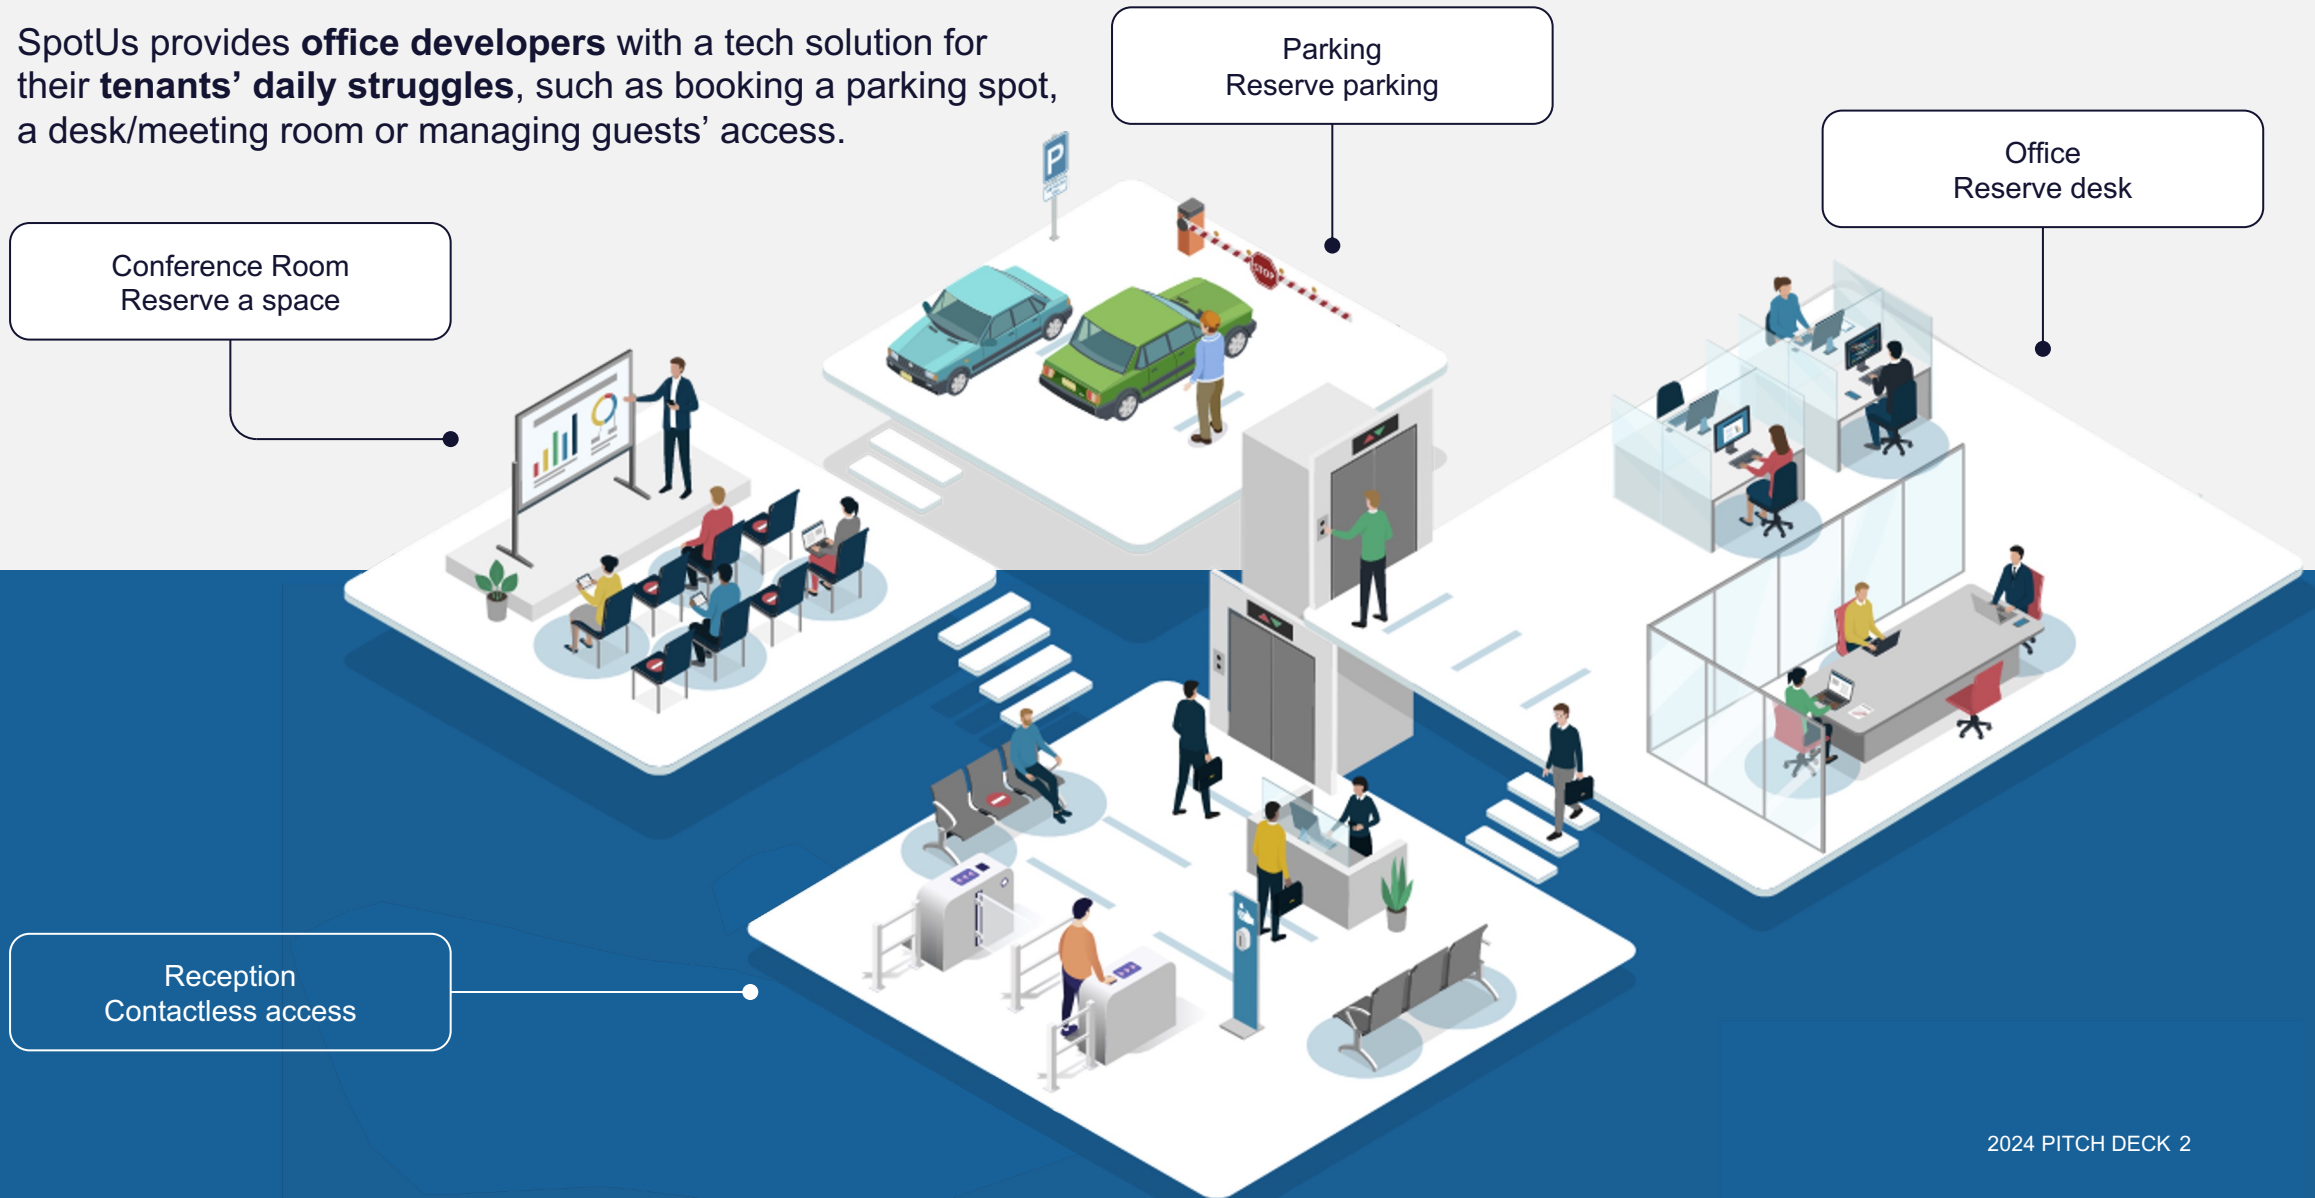 SpotUs provides office developers with a tech solution for
their tenants’ daily struggles, such as booking a parking spot,
a desk/meeting room or managing guests’ access.
Parking
Reserve parking
Office
Reserve desk
Conference Room
Reserve a space
P
STOP
Reception
Contactless access
2024 PITCH DECK 2